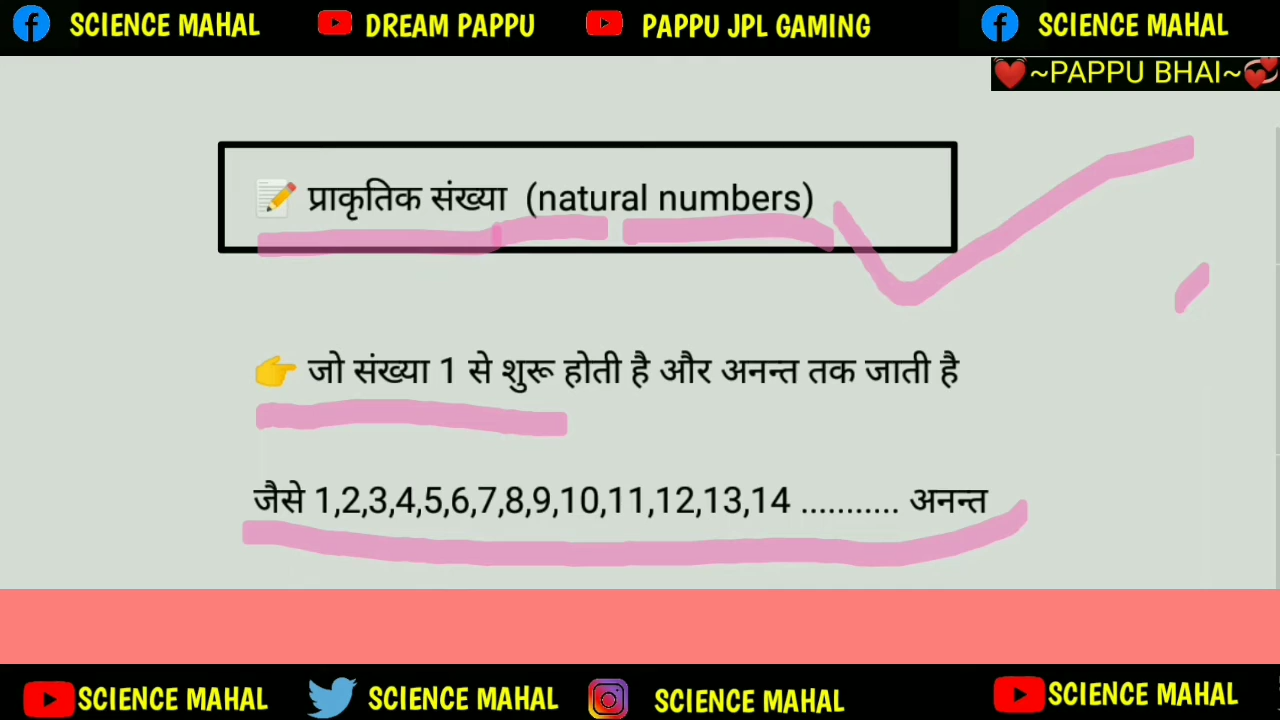 SCIENCE MAHAL DREAM PAPPU PAPPU JPL GAMING SCIENCE MAHAL
❤️~PAPPU BHAI~💞
📝 प्राकृतिक संख्या (natural numbers)
👉 जो संख्या 1 से शुरू होती है और अनन्त तक जाती है
जैसे 1,2,3,4,5,6,7,8,9,10,11,12,13,14 ........... अनन्त
SCIENCE MAHAL SCIENCE MAHAL SCIENCE MAHAL SCIENCE MAHAL